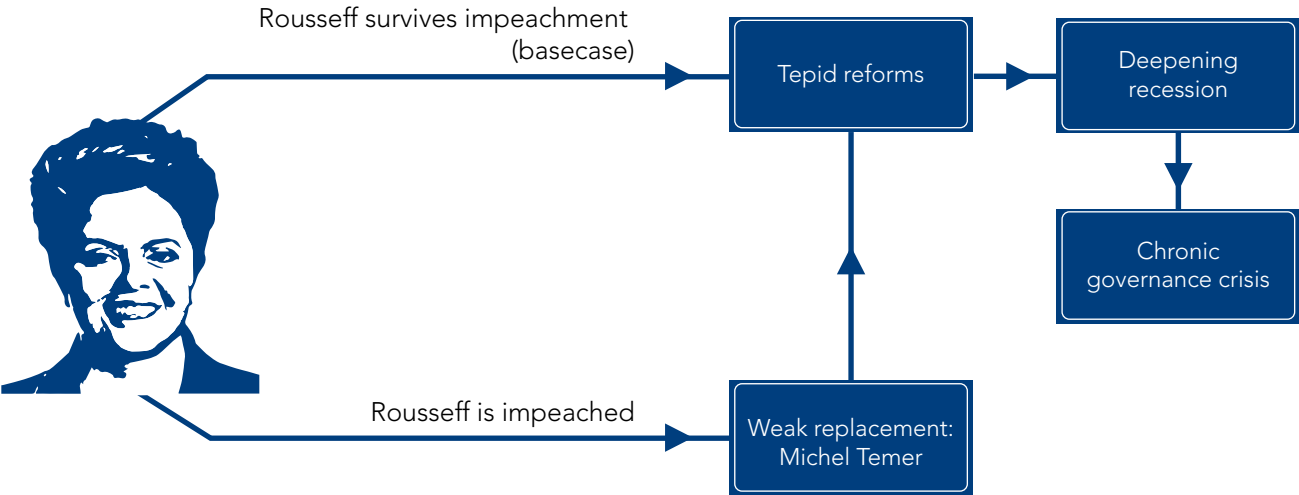 Rousseff survives impeachment
(basecase)
Tepid reforms
Deepening
recession
Chronic
governance crisis
Rousseff is impeached
Weak replacement:
Michel Temer